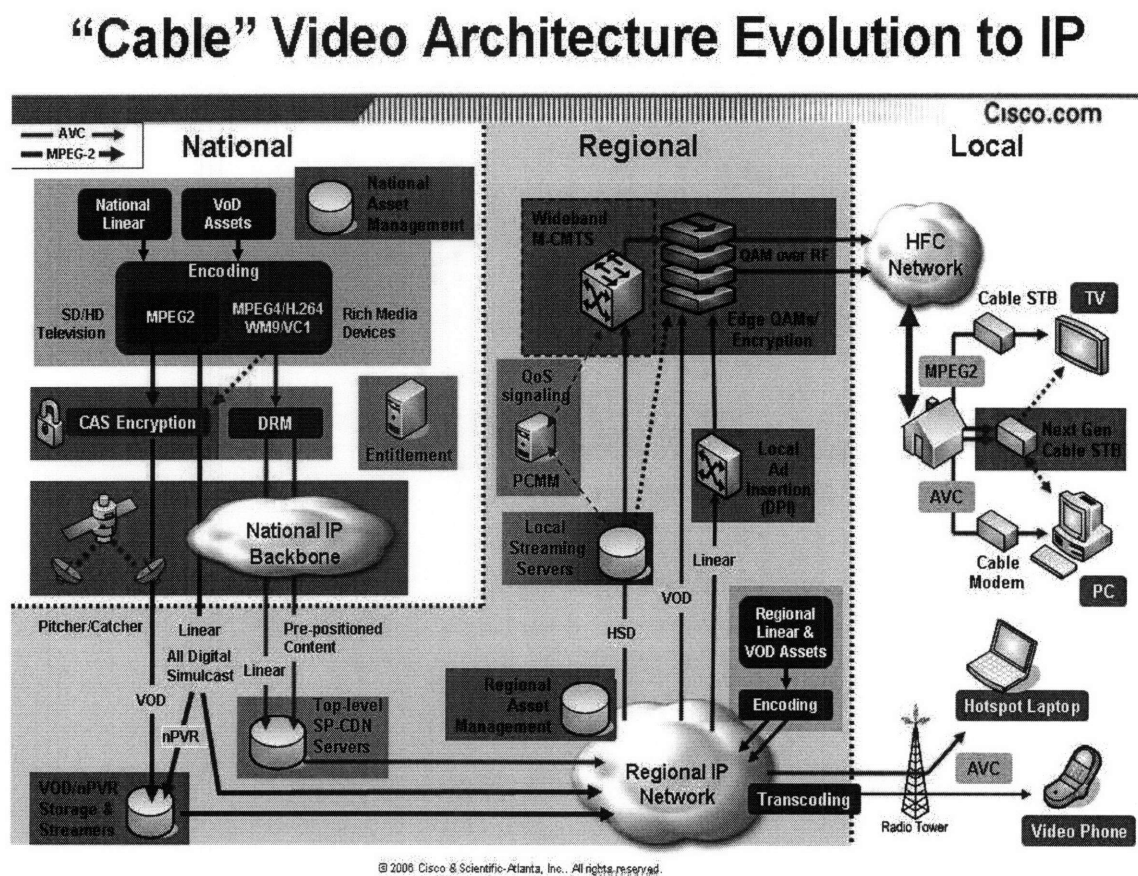 “Cable” Video Architecture Evolution to IP
Cisco.com
AVC
MPEG-2
National
Regional
Local
National
Linear
VoD
Assets
National
Asset
Management
Encoding
SD/HD
Television
MPEG2
MPEG4/H.264
WM9/VC1
Rich Media
Devices
CAS Encryption
DRM
Entitlement
National IP
Backbone
Pitcher/Catcher
Linear
All Digital
Simulcast
Pre-positioned
Content
Linear
VOD
nPVR
Top-level
SP-CDN
Servers
VOD/nPVR
Storage &
Streamers
Wideband
M-CMTS
QAM over RF
Edge QAMs/
Encryption
QoS
signaling
PCMM
Local
Ad
Insertion
(DPI)
Local
Streaming
Servers
HSD
VOD
Linear
Regional
Linear &
VOD Assets
Encoding
Regional
Asset
Management
Regional IP
Network
Transcoding
HFC
Network
Cable STB
TV
MPEG2
Next Gen
Cable STB
AVC
Cable
Modem
PC
Hotspot Laptop
AVC
Radio Tower
Video Phone
© 2006 Cisco & Scientific-Atlanta, Inc.. All rights reserved.